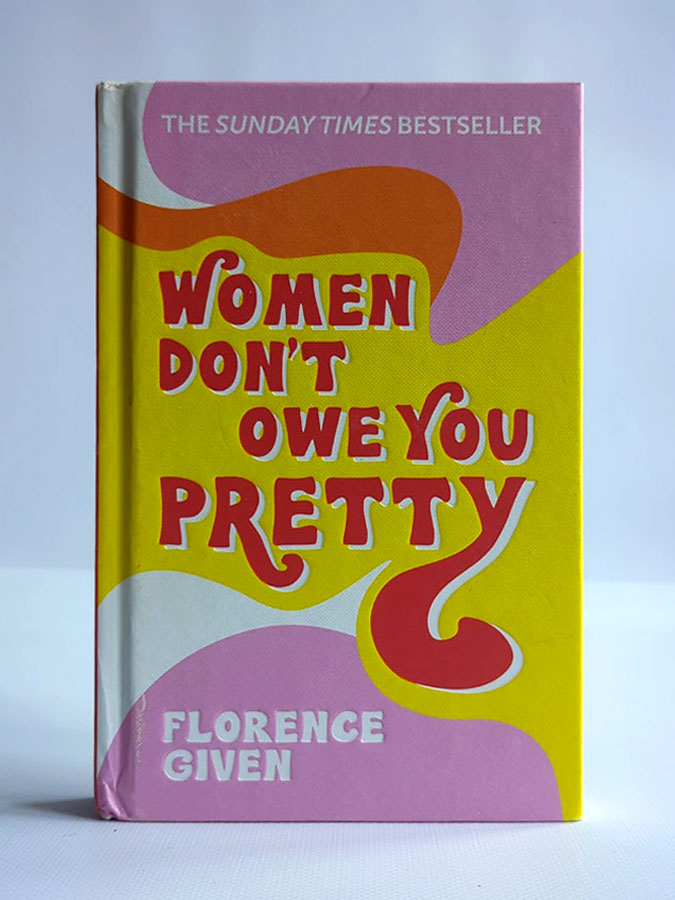 THE SUNDAY TIMES BESTSELLER
WOMEN
DON'T
OWE YOU
PRETTY
FLORENCE
GIVEN